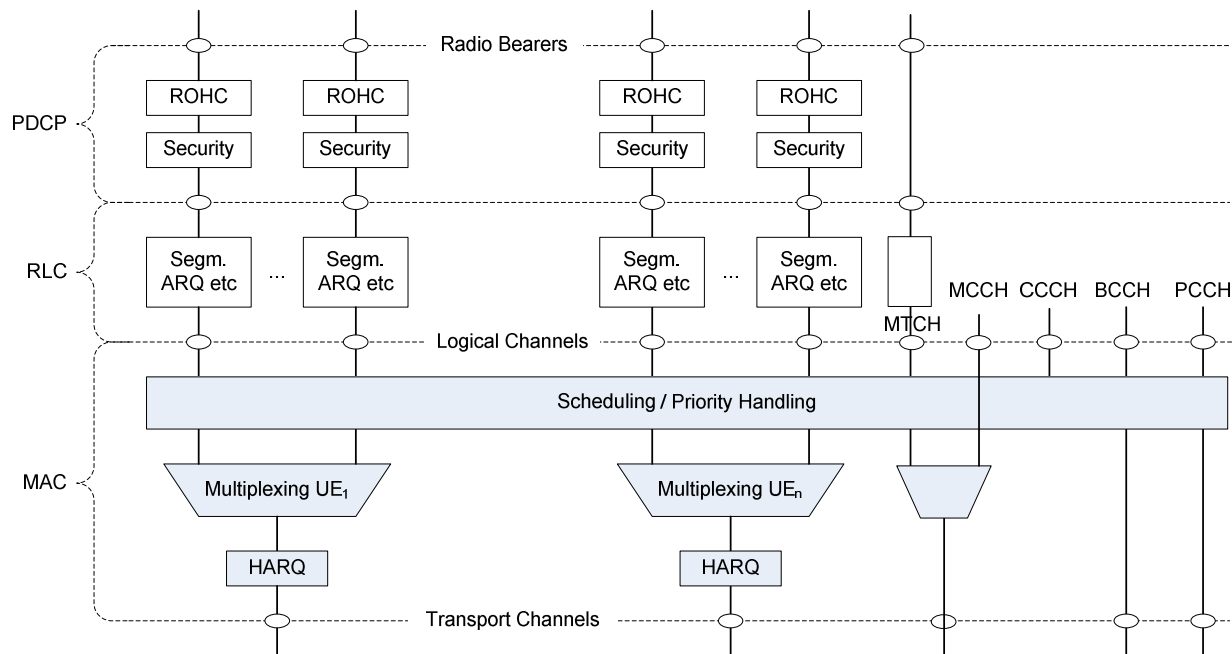 Radio Bearers
ROHC ROHC ROHC ROHC
PDCP
Security Security Security Security
RLC
Segm. ARQ etc ... Segm. ARQ etc Segm. ARQ etc ... Segm. ARQ etc
MCCH CCCH BCCH PCCH
MTCH
Logical Channels
Scheduling / Priority Handling
MAC
Multiplexing UE1 Multiplexing UEn
HARQ HARQ
Transport Channels